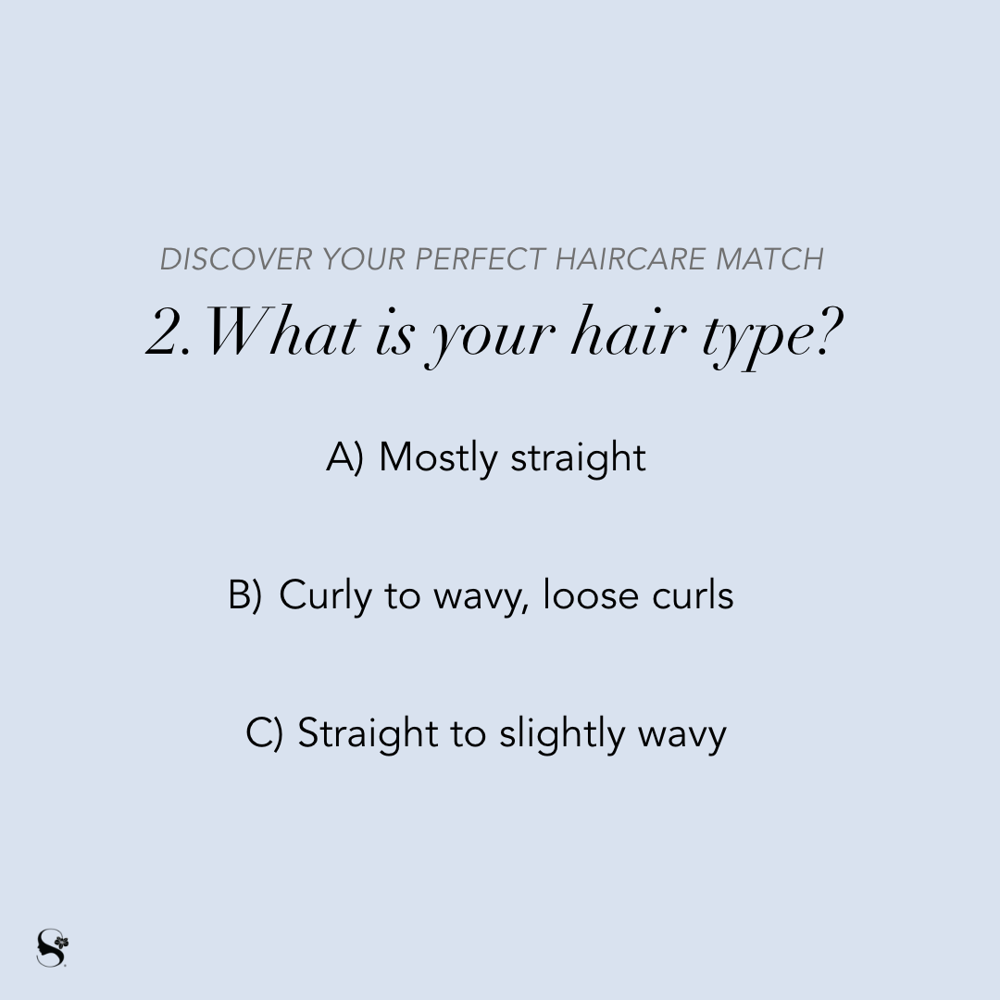 DISCOVER YOUR PERFECT HAIRCARE MATCH
2. What is your hair type?
A) Mostly straight
B) Curly to wavy, loose curls
C) Straight to slightly wavy